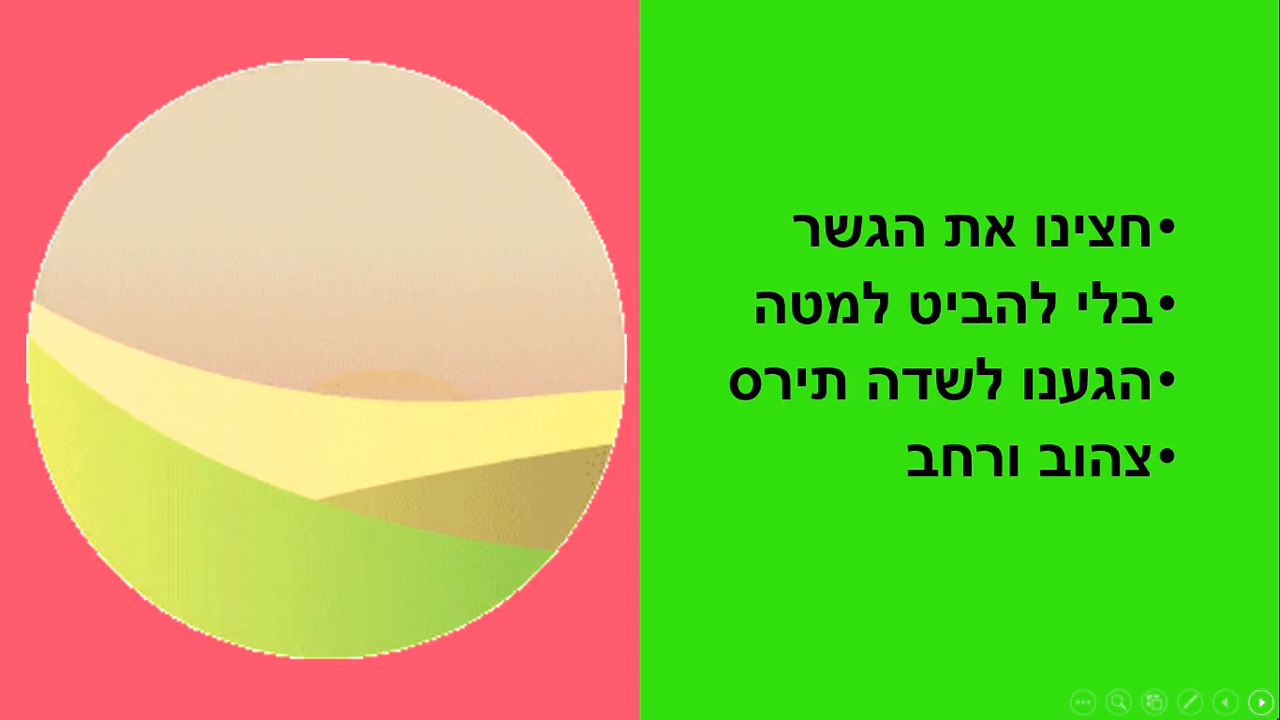 •חצינו את הגשר
•בלי להביט למטה
•הגענו לשדה תירס
•צהוב ורחב